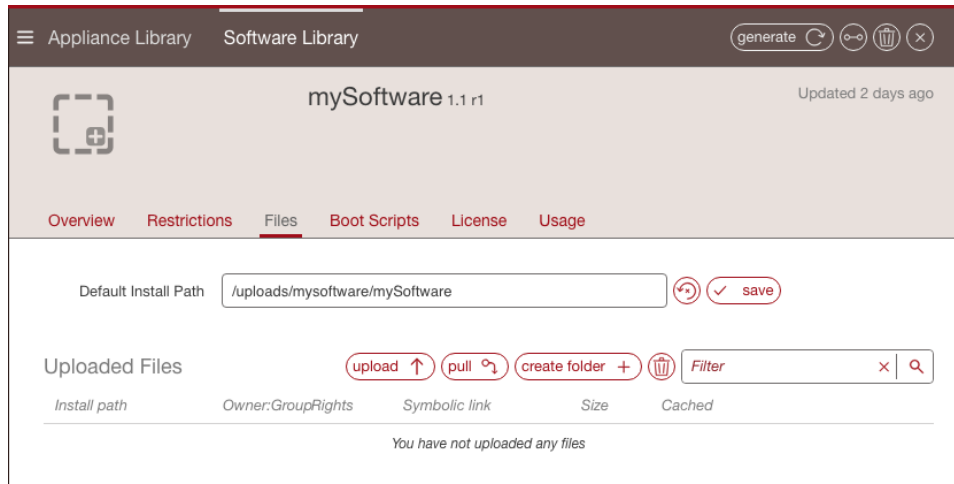 Appliance Library Software Library generate
mySoftware 1.1 r1 Updated 2 days ago
Overview Restrictions Files Boot Scripts License Usage
Default Install Path /uploads/mysoftware/mySoftware save
Uploaded Files upload pull create folder Filter
Install path Owner:GroupRights Symbolic link Size Cached
You have not uploaded any files